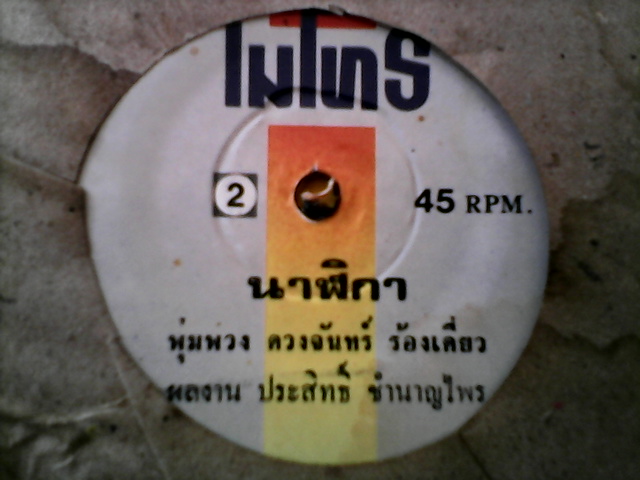 ไมโทร
2
45 RPM.
นาฬิกา
พุ่มพวง ดวงจันทร์ ร้องเดี่ยว
ผลงาน ประสิทธิ์ ชำนาญไพร